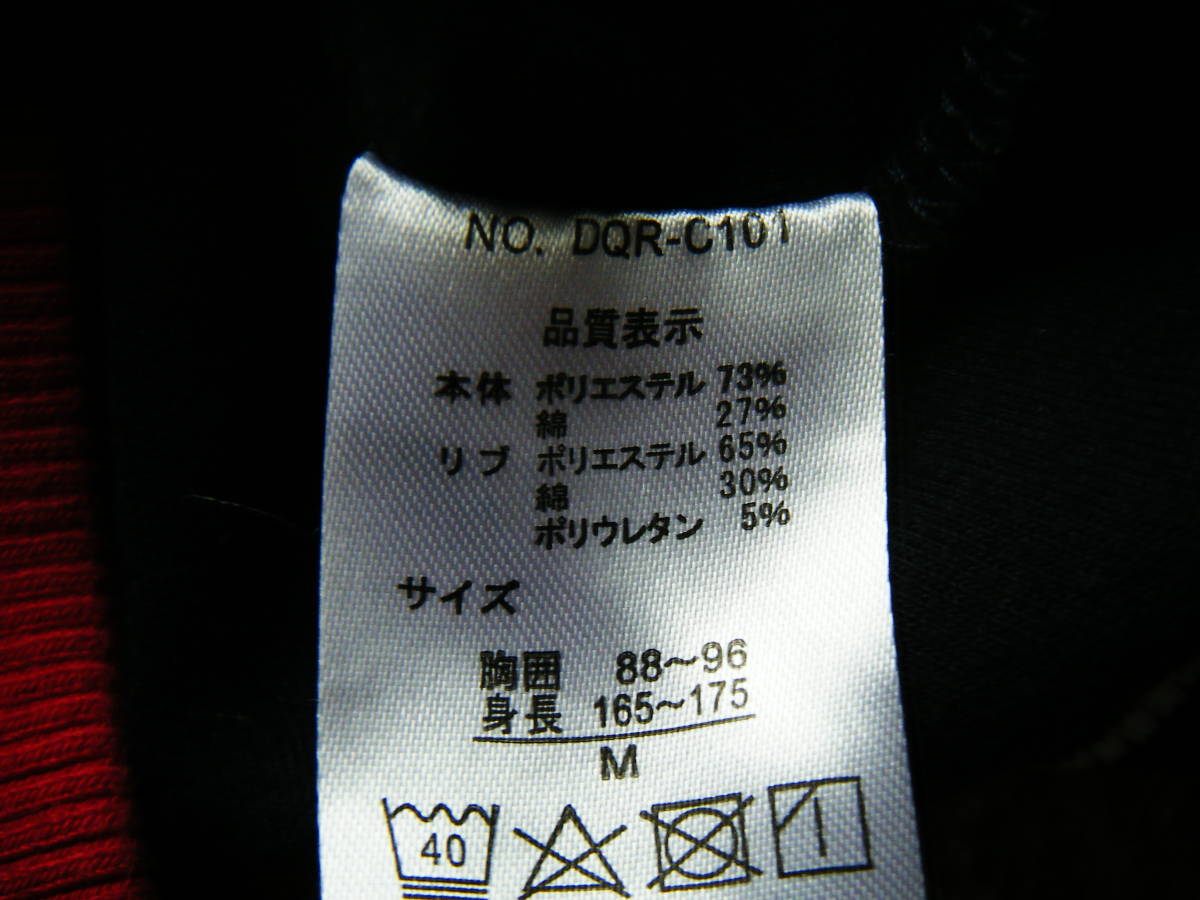 NO. DQR-C101
品質表示
本体 ポリエステル 73%
綿 27%
リブ ポリエステル 65%
綿 30%
ポリウレタン 5%
サイズ
胸囲 88～96
身長 165～175
M
40